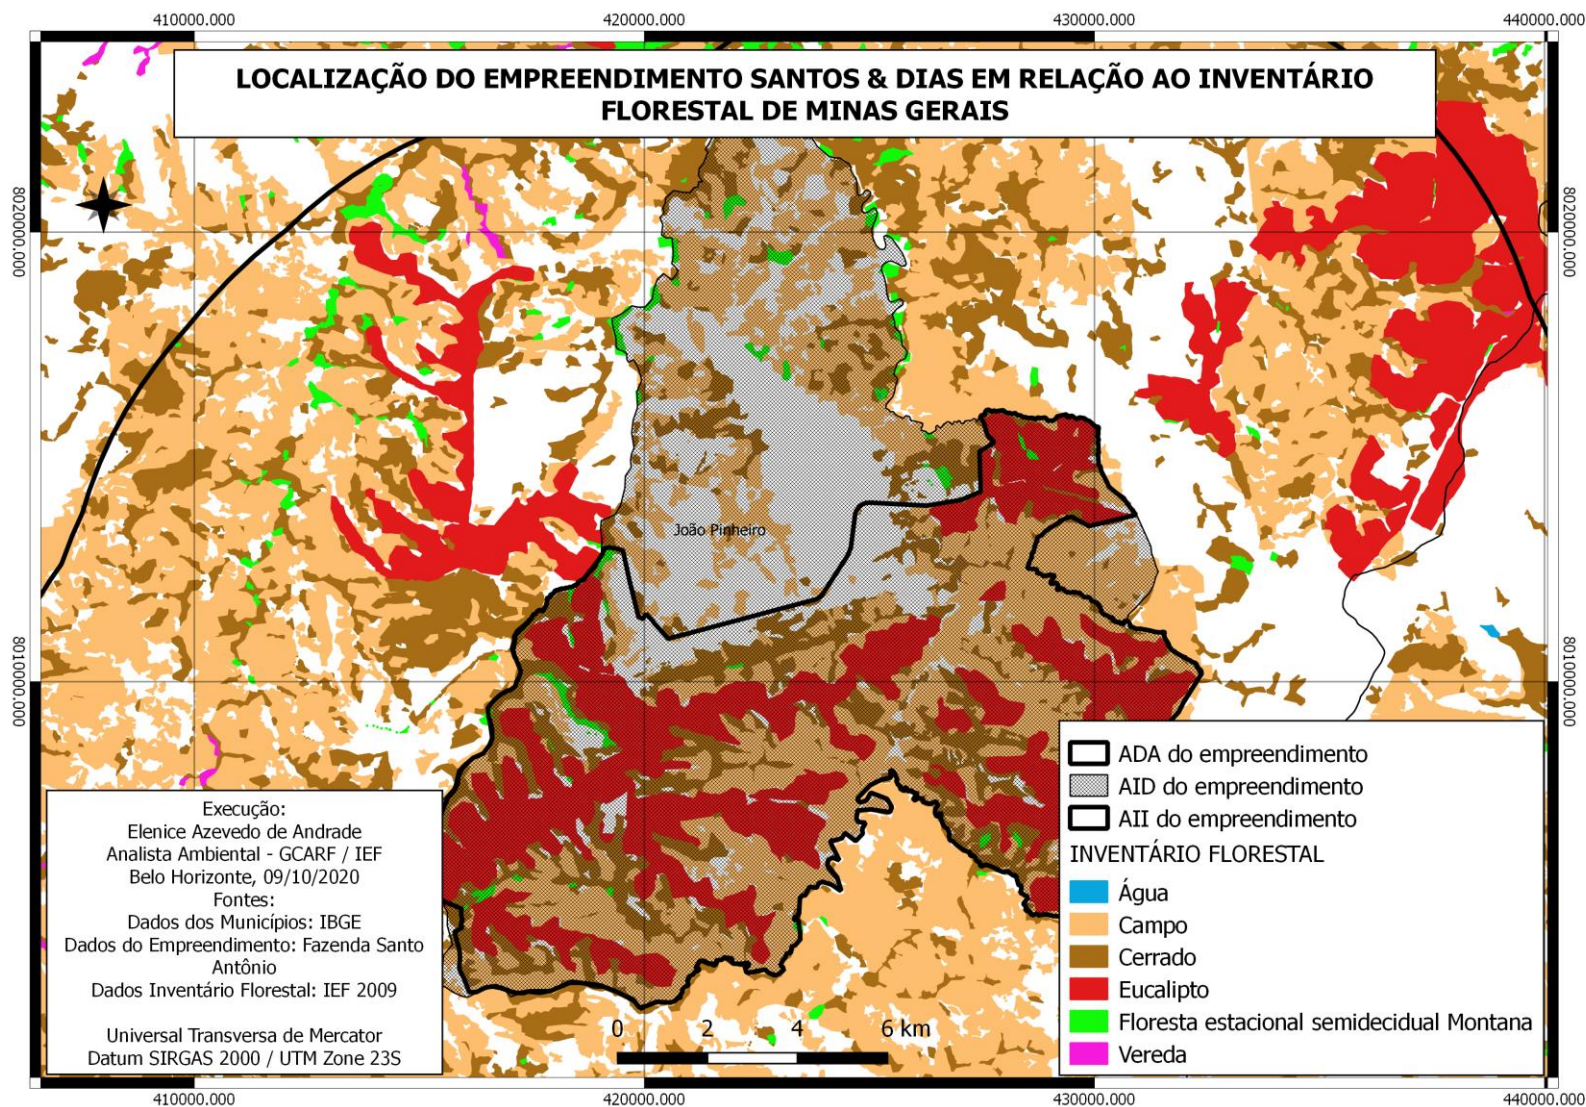 410000.000 420000.000 430000.000 440000.000
LOCALIZAÇÃO DO EMPREENDIMENTO SANTOS & DIAS EM RELAÇÃO AO INVENTÁRIO
FLORESTAL DE MINAS GERAIS
8020000.000 8020000.000
João Pinheiro
8010000.000 8010000.000
Execução:
Elenice Azevedo de Andrade
Analista Ambiental - GCARF / IEF
Belo Horizonte, 09/10/2020
Fontes:
Dados dos Municípios: IBGE
Dados do Empreendimento: Fazenda Santo
Antônio
Dados Inventário Florestal: IEF 2009
Universal Transversa de Mercator
Datum SIRGAS 2000 / UTM Zone 23S
0 2 4 6 km
ADA do empreendimento
AID do empreendimento
AII do empreendimento
INVENTÁRIO FLORESTAL
Água
Campo
Cerrado
Eucalipto
Floresta estacional semidecidual Montana
Vereda
410000.000 420000.000 430000.000 440000.000